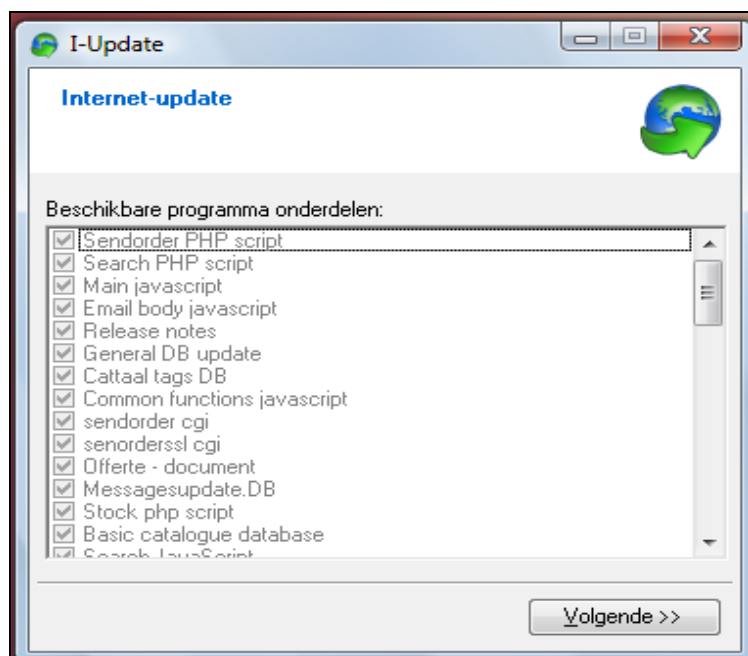 I-Update
Internet-update
Beschikbare programma onderdelen:
Sendorder PHP script
Search PHP script
Main javascript
Email body javascript
Release notes
General DB update
Cattaal tags DB
Common functions javascript
sendorder cgi
senorderssl cgi
Offerte - document
Messagesupdate.DB
Stock php script
Basic catalogue database
Search JavaScript
Volgende >>